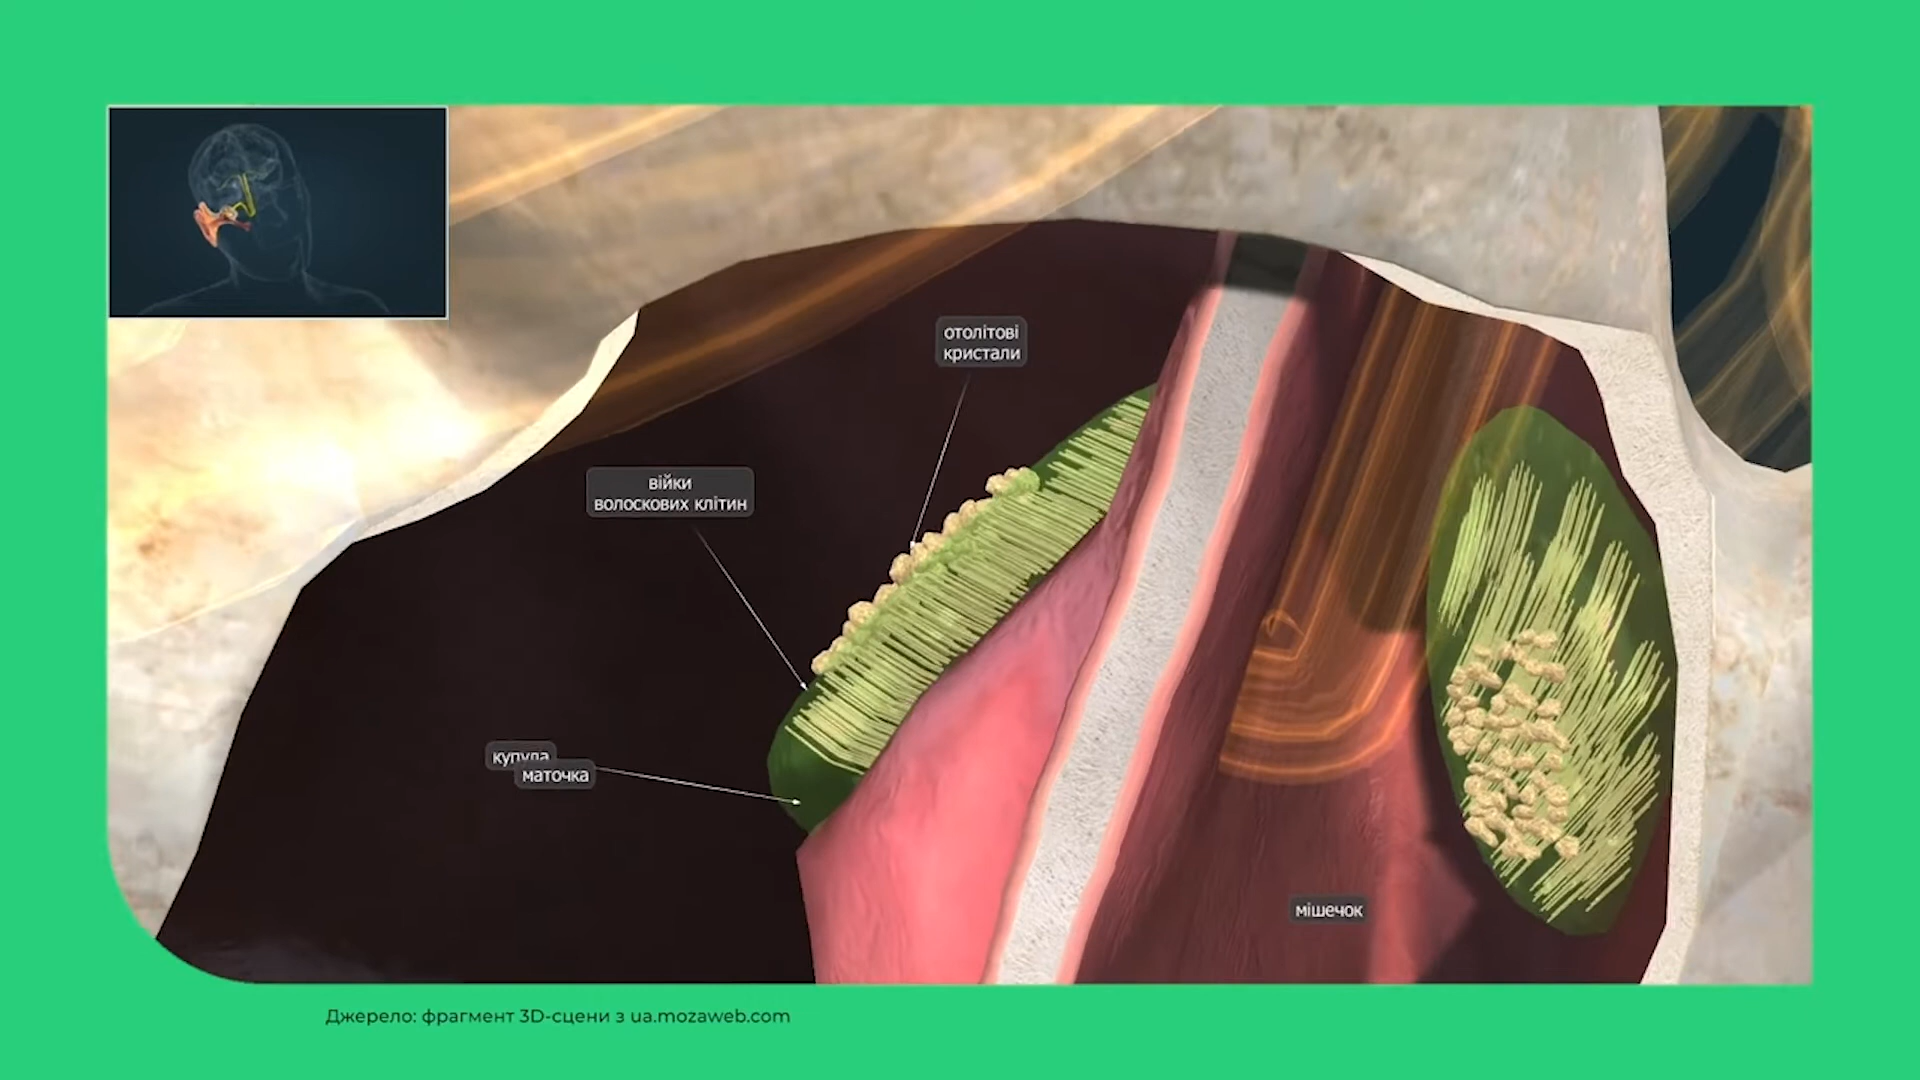 отолітові
кристали
війки
волоскових клітин
купула
маточка
мішечок
Джерело: фрагмент 3D-сцени з ua.mozaweb.com